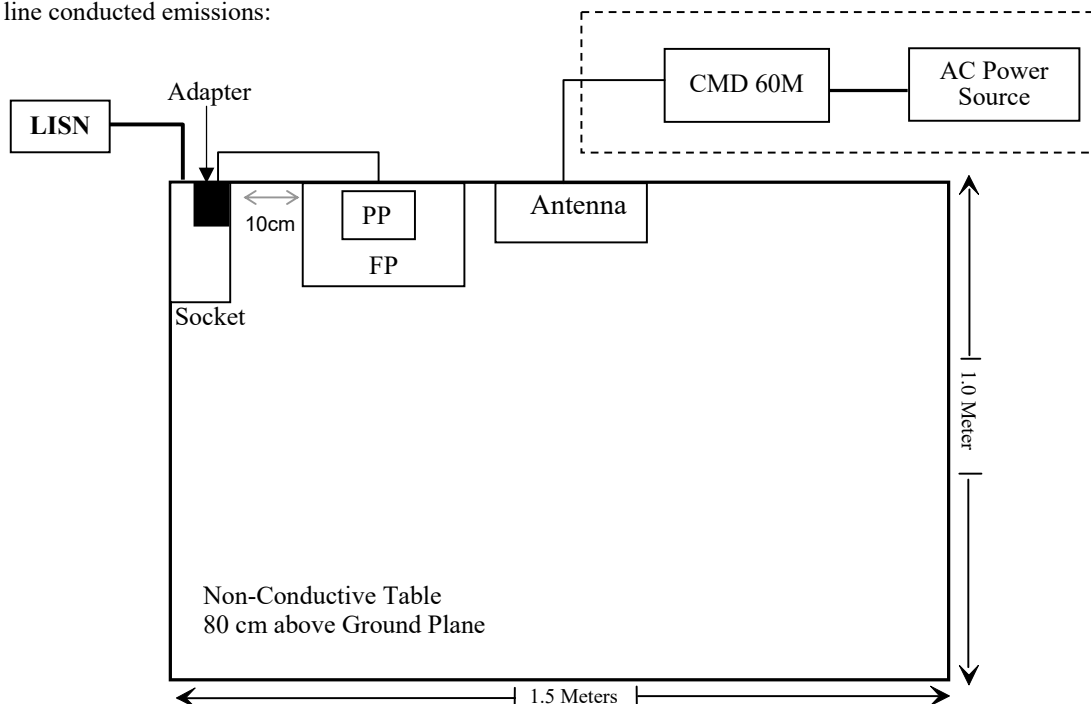 line conducted emissions:
CMD 60M
AC Power
Source
Adapter
LISN
Antenna
PP
10cm
FP
Socket
1.0 Meter
Non-Conductive Table
80 cm above Ground Plane
1.5 Meters